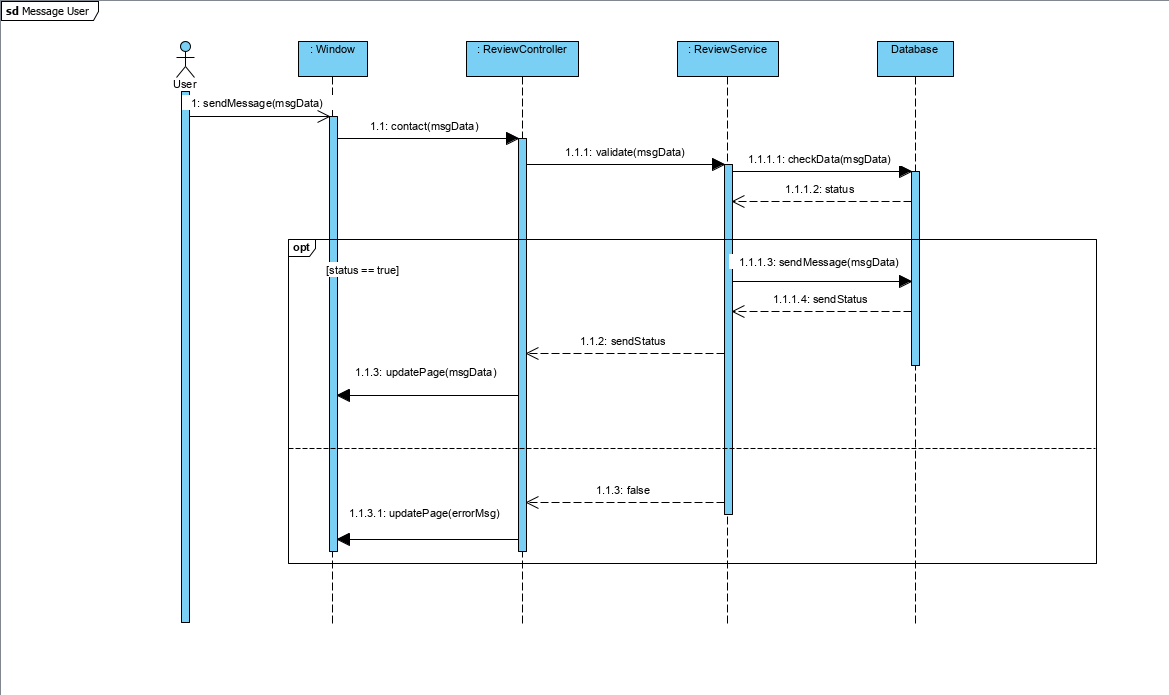 sd Message User
: Window
: ReviewController
: ReviewService
Database
User
1: sendMessage(msgData)
1.1: contact(msgData)
1.1.1: validate(msgData)
1.1.1.1: checkData(msgData)
1.1.1.2: status
opt
[status == true]
1.1.1.3: sendMessage(msgData)
1.1.1.4: sendStatus
1.1.2: sendStatus
1.1.3: updatePage(msgData)
1.1.3: false
1.1.3.1: updatePage(errorMsg)